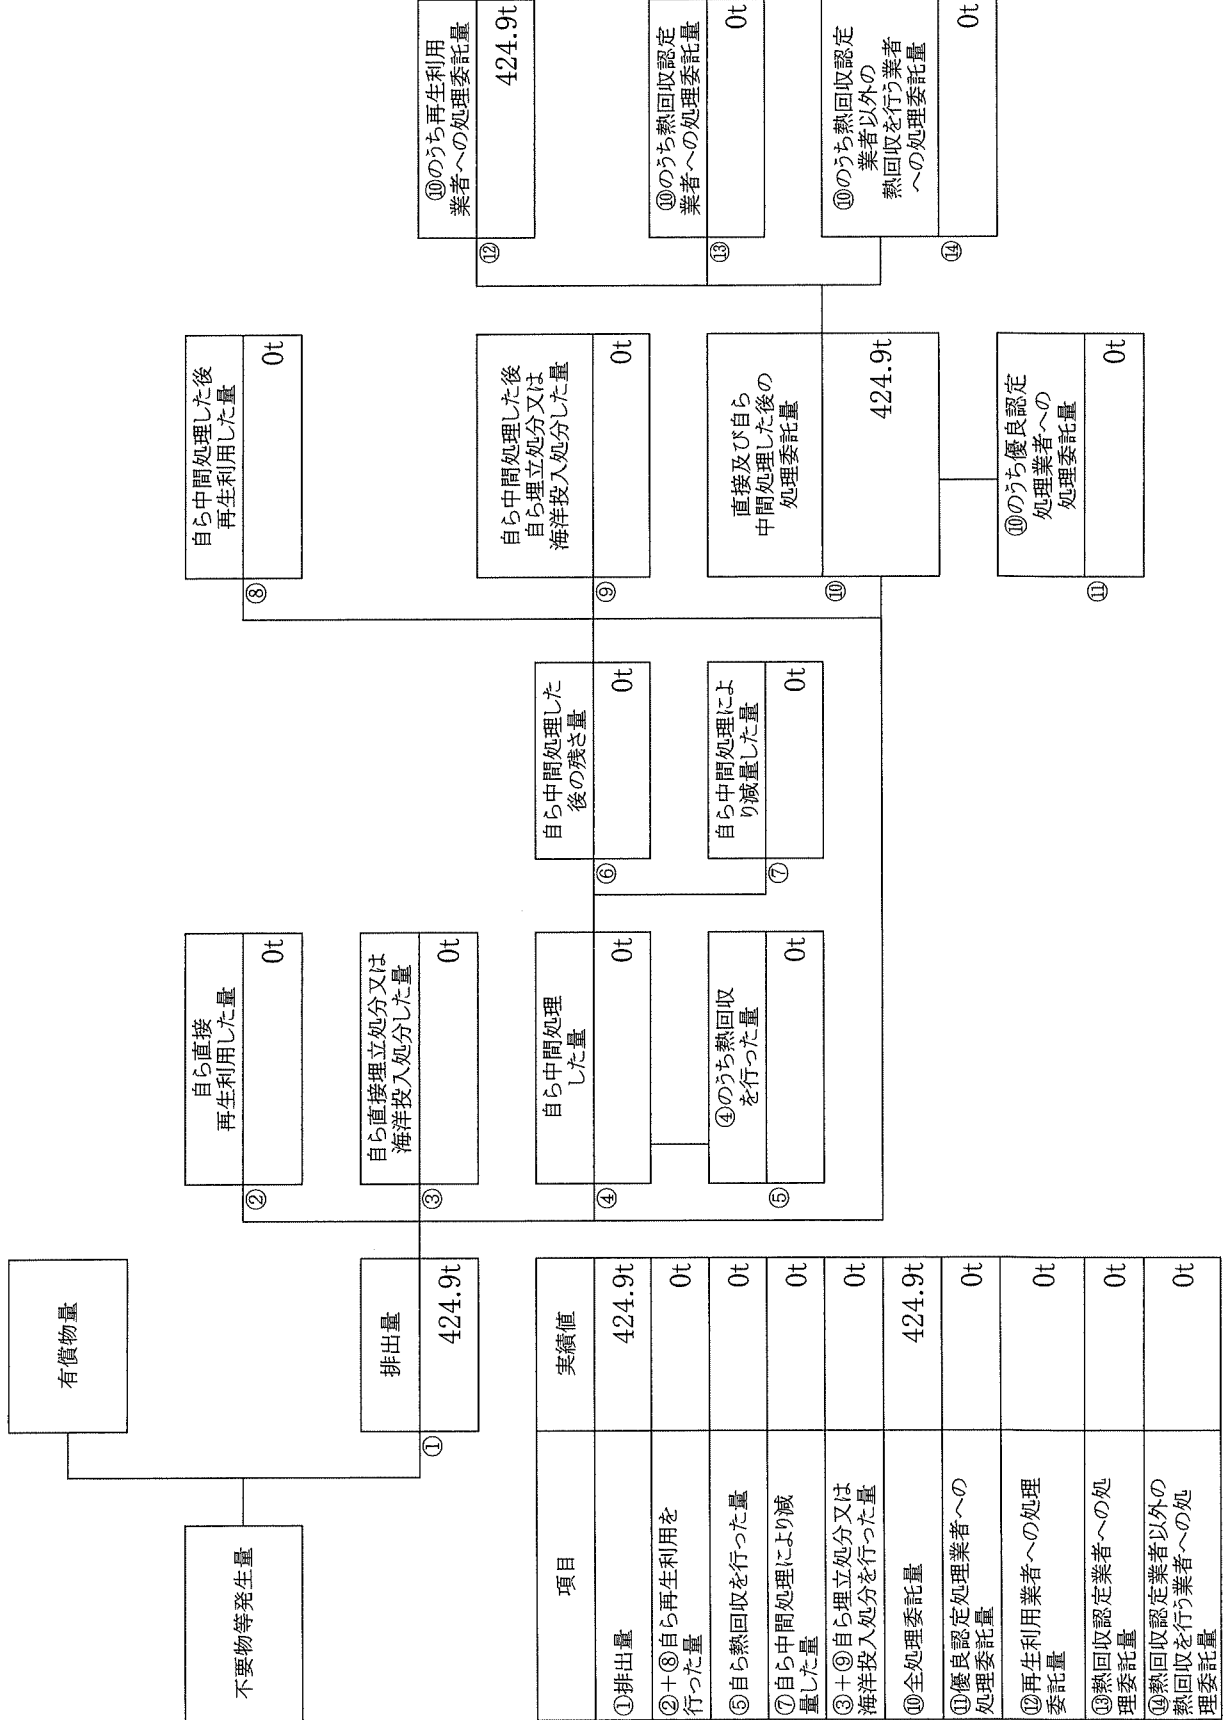 不要物等発生量
有償物量
排出量
①
424.9t
自ら直接
再生利用した量
②
0t
自ら直接埋立処分又は
海洋投入処分した量
③
0t
自ら中間処理
した量
④
0t
④のうち熱回収
を行った量
⑤
0t
自ら中間処理した
後の残さ量
⑥
0t
自ら中間処理によ
り減量した量
⑦
0t
自ら中間処理した後
再生利用した量
⑧
0t
自ら中間処理した後
自ら埋立処分又は
海洋投入処分した量
⑨
0t
直接及び自ら
中間処理した後の
処理委託量
⑩
424.9t
⑩のうち優良認定
処理業者への
処理委託量
⑪
0t
⑩のうち再生利用
業者への処理委託量
⑫
424.9t
⑩のうち熱回収認定
業者への処理委託量
⑬
0t
⑩のうち熱回収認定
業者以外の
熱回収を行う業者
への処理委託量
⑭
0t
項目 実績値
①排出量 424.9t
②+⑧自ら再生利用を
行った量 0t
⑤自ら熱回収を行った量 0t
⑦自ら中間処理により減
量した量 0t
③+⑨自ら埋立処分又は
海洋投入処分を行った量 0t
⑩全処理委託量 424.9t
⑪優良認定処理業者への
処理委託量 0t
⑫再生利用業者への処理
委託量 0t
⑬熱回収認定業者への処
理委託量 0t
⑭熱回収認定業者以外の
熱回収を行う業者への処
理委託量 0t